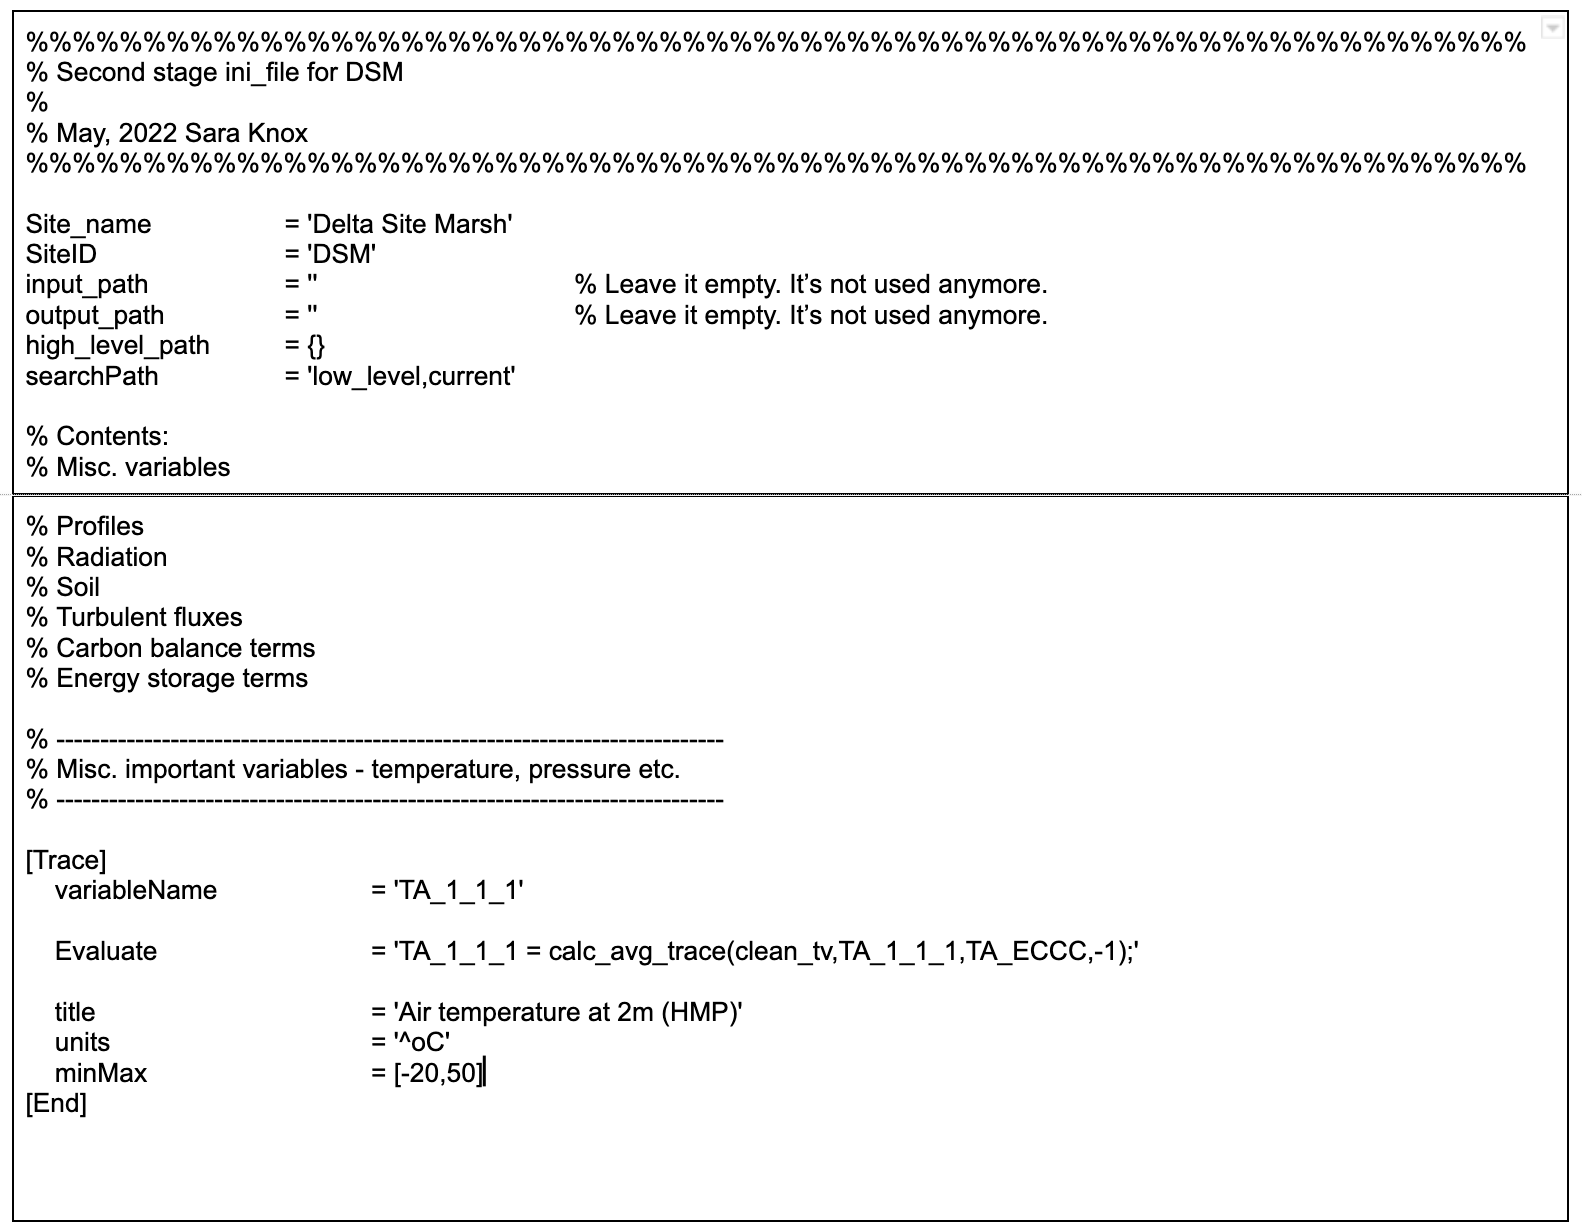 %%%%%%%%%%%%%%%%%%%%%%%%%%%%%%%%%%%%%%%%%%%%%%%%%%%%%%%%%%%%%%%%
% Second stage ini_file for DSM
%
% May, 2022 Sara Knox
%%%%%%%%%%%%%%%%%%%%%%%%%%%%%%%%%%%%%%%%%%%%%%%%%%%%%%%%%%%%%%%%
Site_name = 'Delta Site Marsh'
SiteID = 'DSM'
input_path = '' % Leave it empty. It’s not used anymore.
output_path = '' % Leave it empty. It’s not used anymore.
high_level_path = {}
searchPath = 'low_level,current'
% Contents:
% Misc. variables
% Profiles
% Radiation
% Soil
% Turbulent fluxes
% Carbon balance terms
% Energy storage terms
% ---------------------------------------------------------------------------
% Misc. important variables - temperature, pressure etc.
% ---------------------------------------------------------------------------
[Trace]
variableName = 'TA_1_1_1'
Evaluate = 'TA_1_1_1 = calc_avg_trace(clean_tv,TA_1_1_1,TA_ECCC,-1);'
title = 'Air temperature at 2m (HMP)'
units = '^oC'
minMax = [-20,50]
[End]